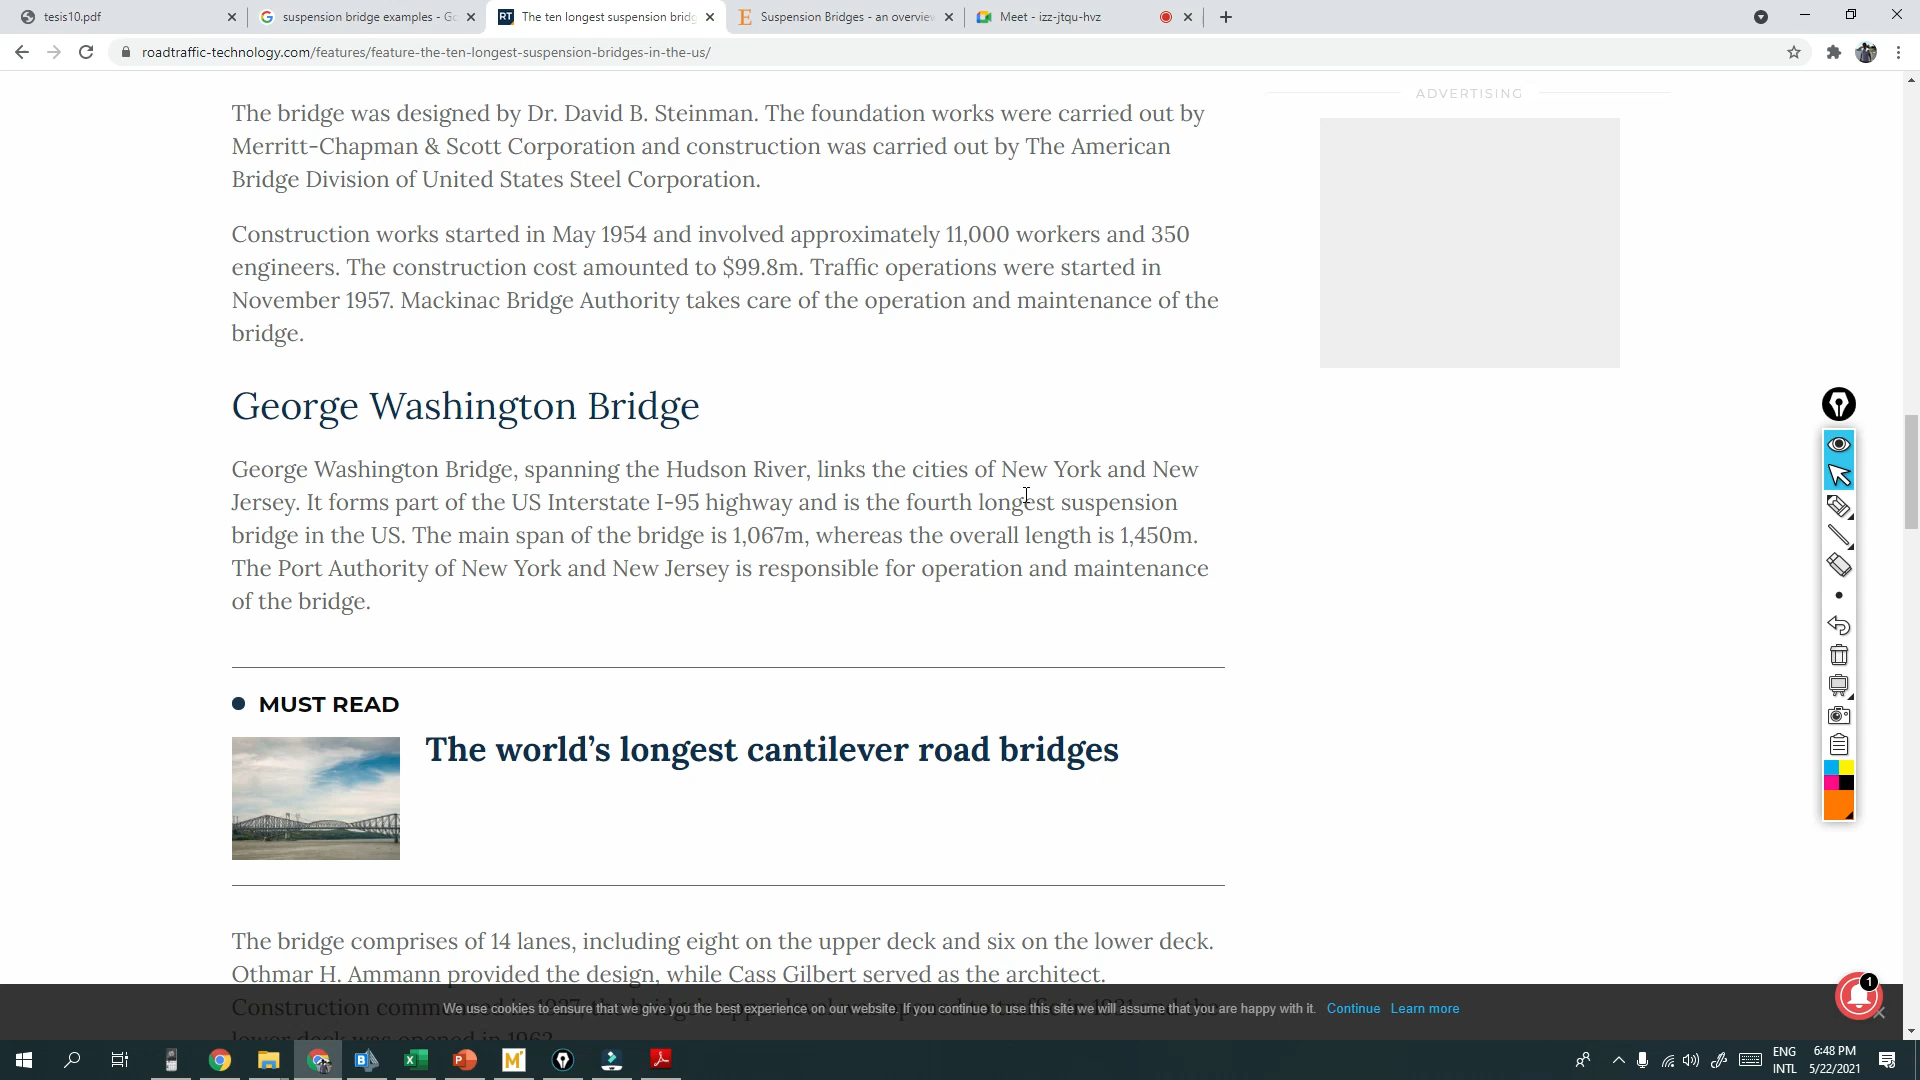 tesis10.pdf
suspension bridge examples - Go
The ten longest suspension bridg
Suspension Bridges - an overview
Meet - izz-jtqu-hvz
roadtraffic-technology.com/features/feature-the-ten-longest-suspension-bridges-in-the-us/
ADVERTISING
The bridge was designed by Dr. David B. Steinman. The foundation works were carried out by
Merritt-Chapman & Scott Corporation and construction was carried out by The American
Bridge Division of United States Steel Corporation.
Construction works started in May 1954 and involved approximately 11,000 workers and 350
engineers. The construction cost amounted to $99.8m. Traffic operations were started in
November 1957. Mackinac Bridge Authority takes care of the operation and maintenance of the
bridge.
George Washington Bridge
George Washington Bridge, spanning the Hudson River, links the cities of New York and New
Jersey. It forms part of the US Interstate I-95 highway and is the fourth longest suspension
bridge in the US. The main span of the bridge is 1,067m, whereas the overall length is 1,450m.
The Port Authority of New York and New Jersey is responsible for operation and maintenance
of the bridge.
MUST READ
The world’s longest cantilever road bridges
The bridge comprises of 14 lanes, including eight on the upper deck and six on the lower deck.
Othmar H. Ammann provided the design, while Cass Gilbert served as the architect.
We use cookies to ensure that we give you the best experience on our website. If you continue to use this site we will assume that you are happy with it. Continue Learn more
lower deck was opened in 1962
1
ENG
INTL
6:48 PM
5/22/2021